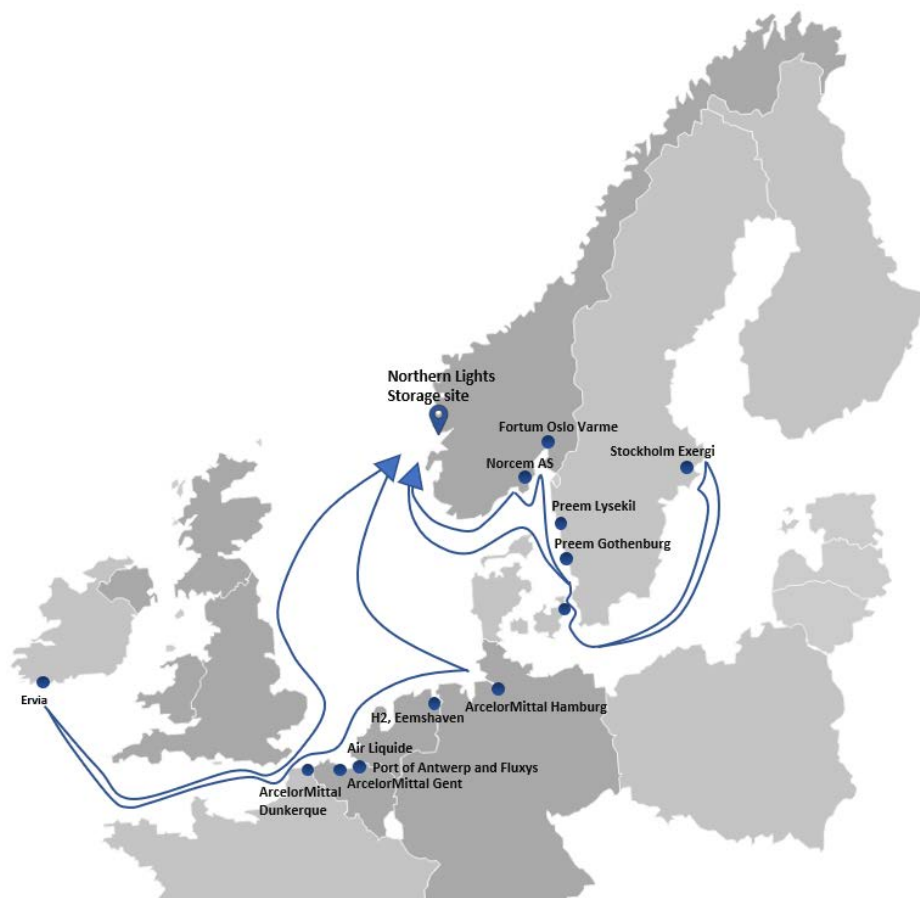 Northern Lights
Storage site
Fortum Oslo Varme
Stockholm Exergi
Norcem AS
Preem Lysekil
Preem Gothenburg
Ervia
H2, Eemshaven
ArcelorMittal Hamburg
Air Liquide
Port of Antwerp and Fluxys
ArcelorMittal Gent
ArcelorMittal
Dunkerque